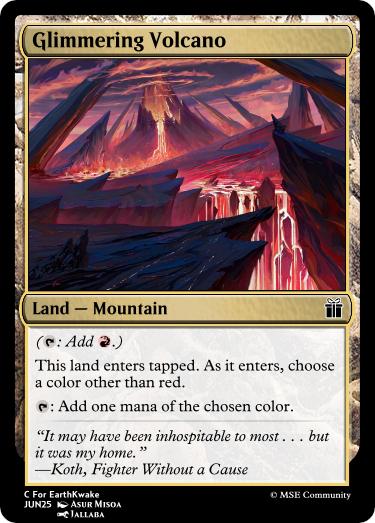 Glimmering Volcano
Land — Mountain
(T: Add R.)
This land enters tapped. As it enters, choose
a color other than red.
: Add one mana of the chosen color.
“It may have been inhospitable to most . . . but
it was my home.”
—Koth, Fighter Without a Cause
C For EarthKwake
JUN25 Asur Misoa
Jallaba
© MSE Community